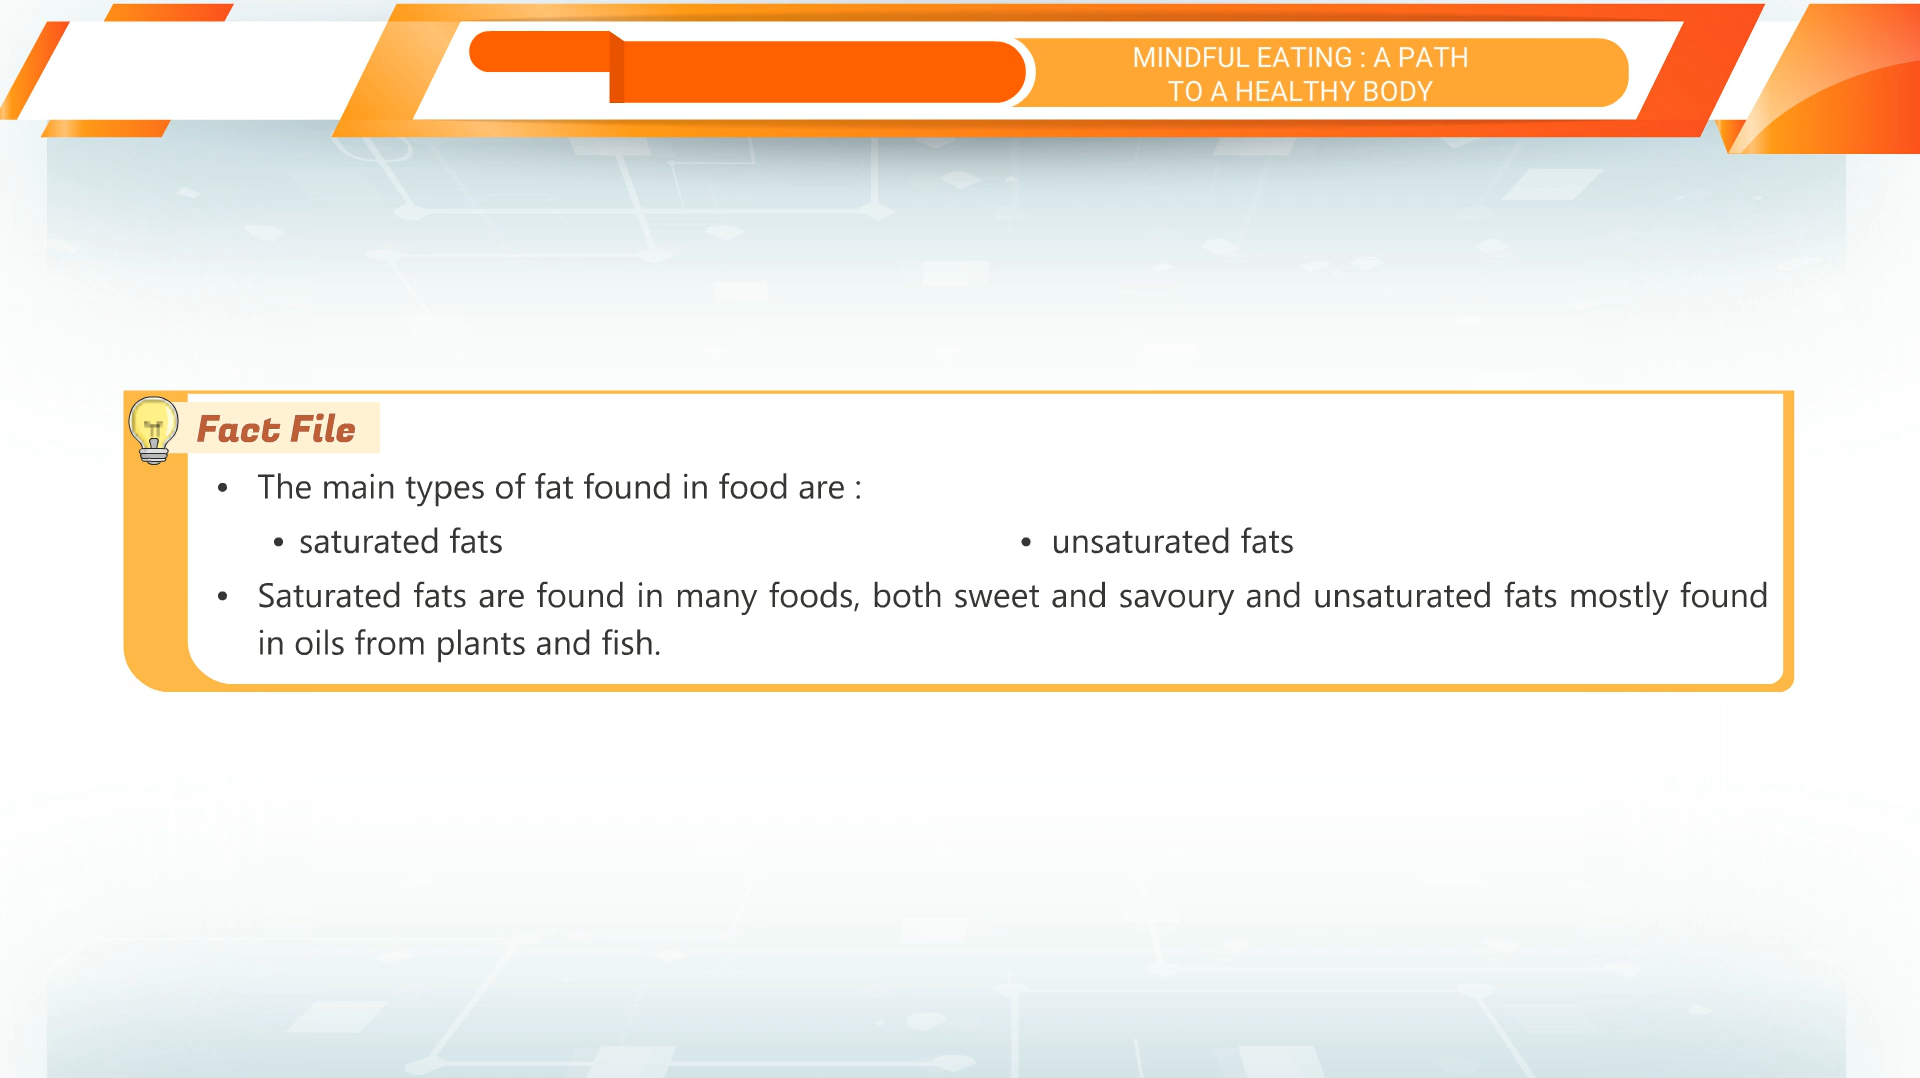 MINDFUL EATING : A PATH
TO A HEALTHY BODY
Fact File
• The main types of fat found in food are :
• saturated fats • unsaturated fats
• Saturated fats are found in many foods, both sweet and savoury and unsaturated fats mostly found
in oils from plants and fish.